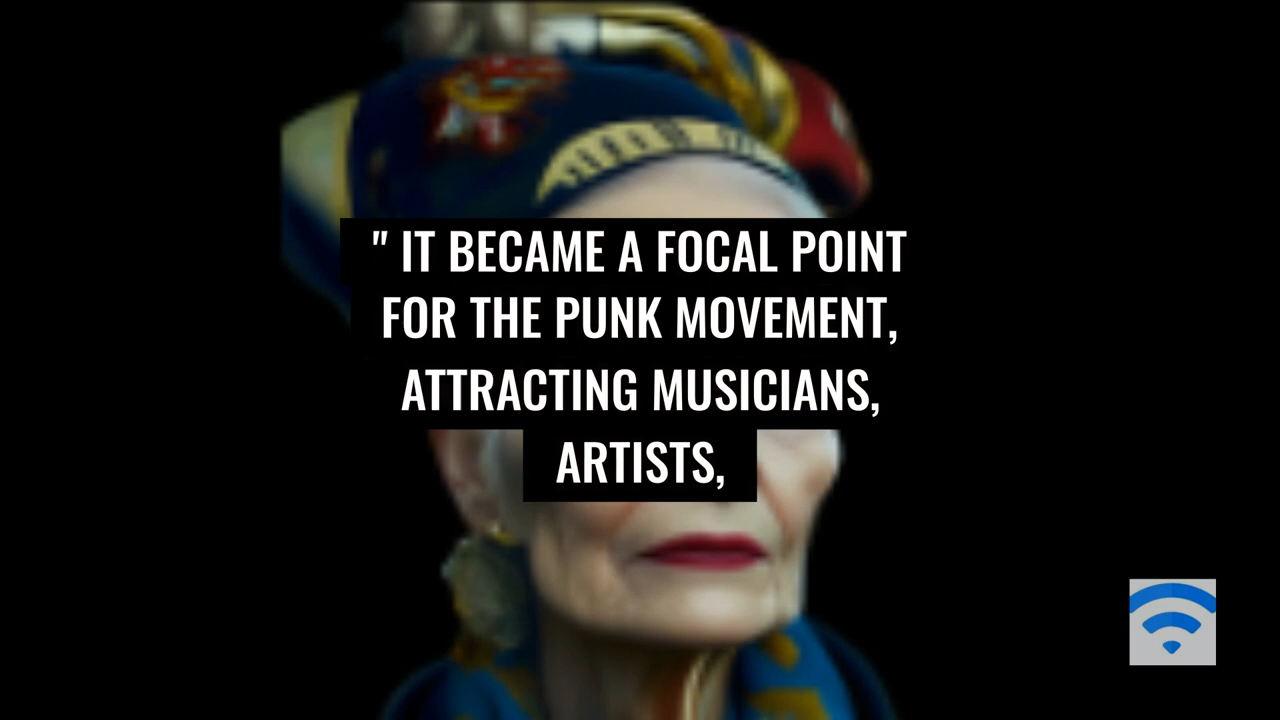 " IT BECAME A FOCAL POINT
FOR THE PUNK MOVEMENT,
ATTRACTING MUSICIANS,
ARTISTS,